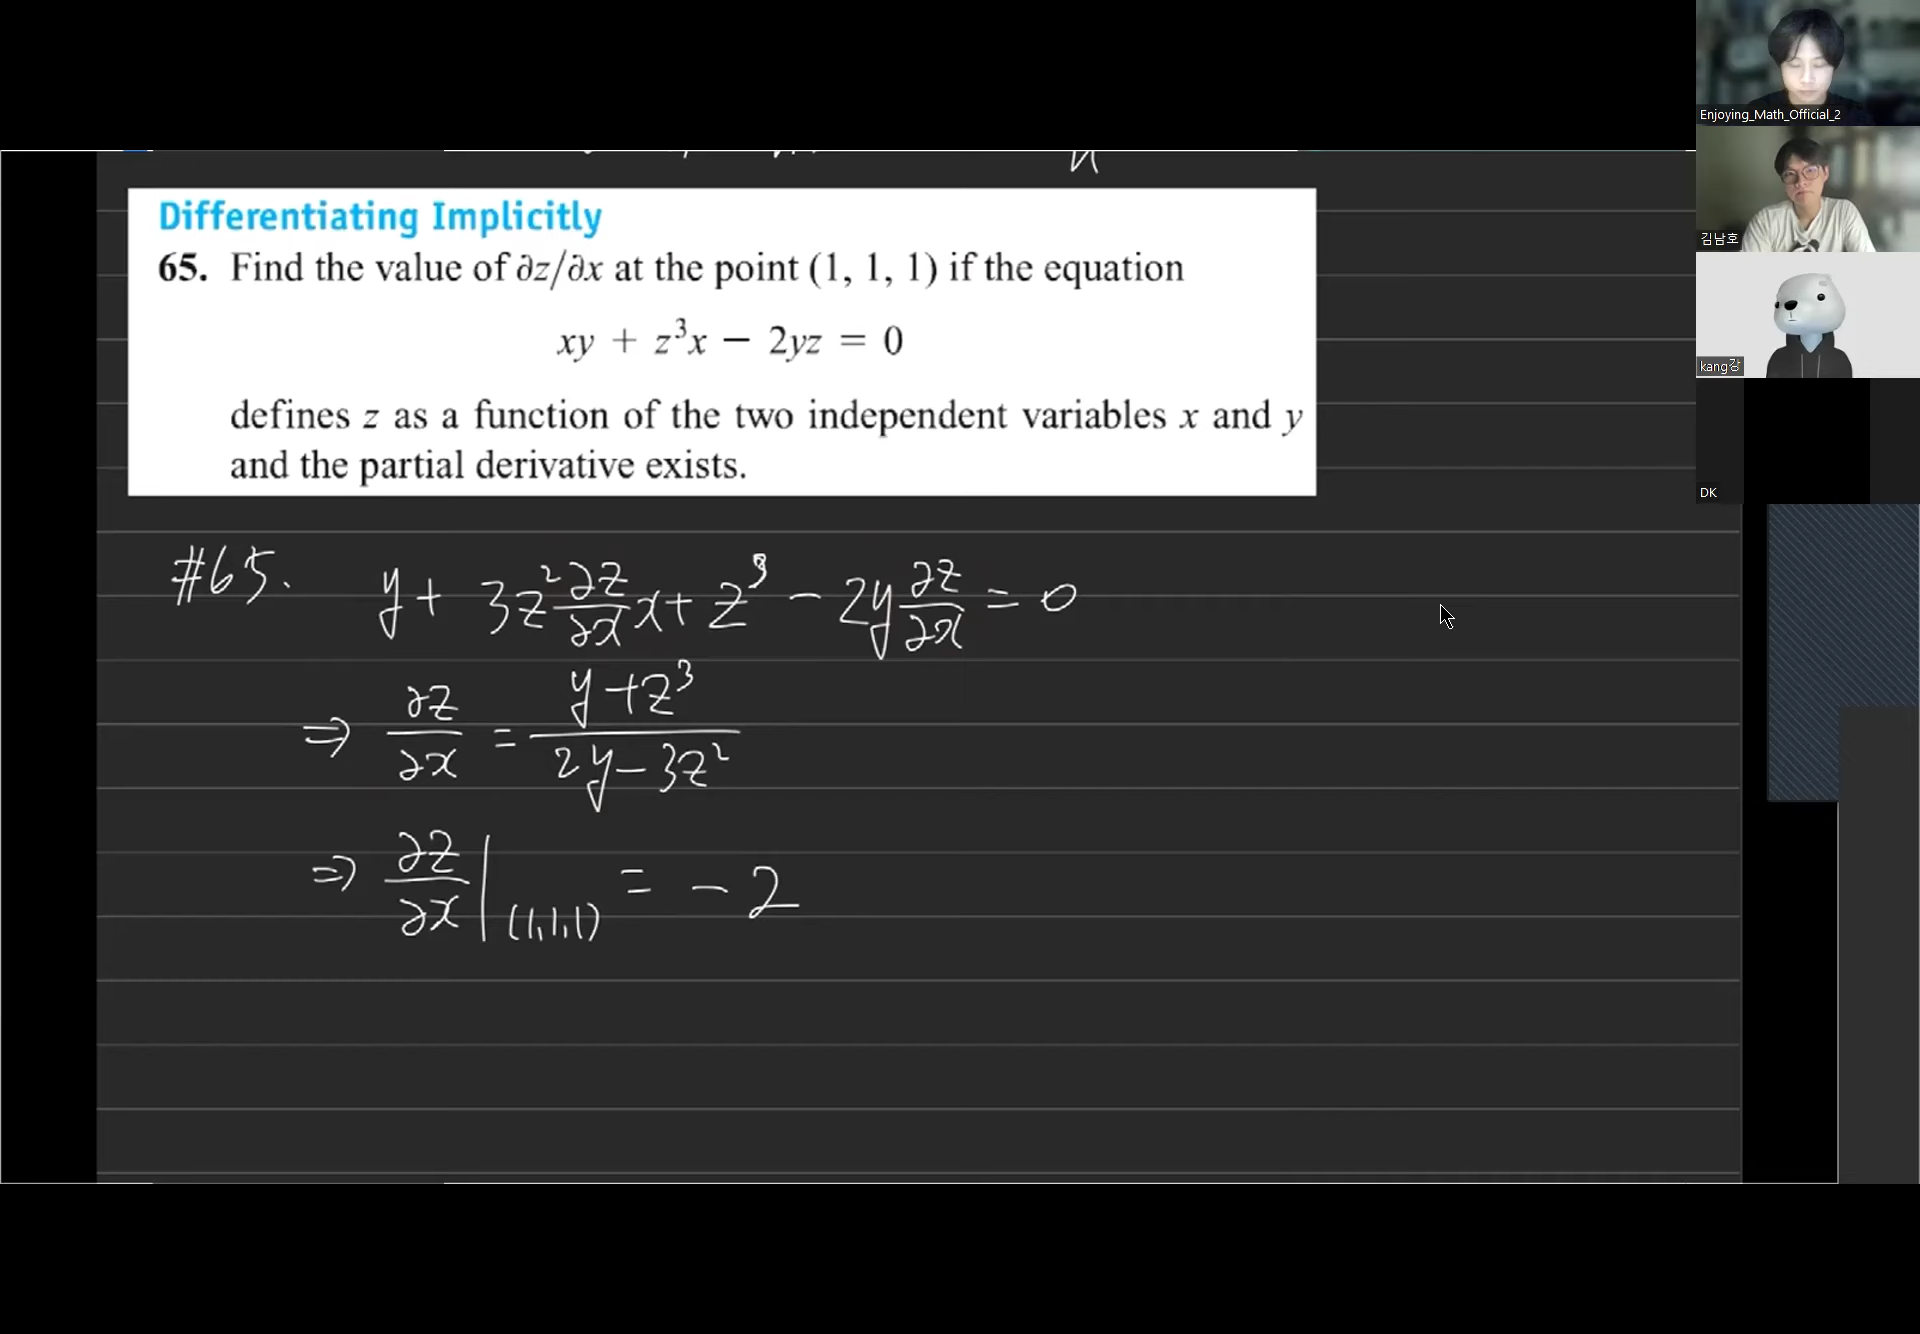 Differentiating Implicitly
65. Find the value of ∂z/∂x at the point (1, 1, 1) if the equation
xy + z³x − 2yz = 0
defines z as a function of the two independent variables x and y
and the partial derivative exists.
#65. y + 3z² ∂z/∂x x + z³ − 2y ∂z/∂x = 0
⇒ ∂z/∂x = (y+z³)/(2y−3z²)
⇒ ∂z/∂x |(1,1,1) = −2
Enjoying_Math_Official_2
김남호
kang강
DK